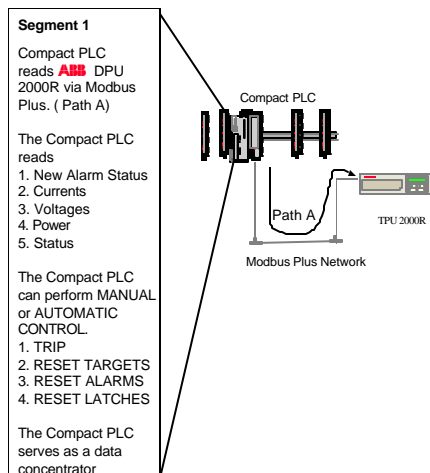 Segment 1
Compact PLC
reads ABB DPU
2000R via Modbus
Plus. ( Path A)
The Compact PLC
reads
1. New Alarm Status
2. Currents
3. Voltages
4. Power
5. Status
The Compact PLC
can perform MANUAL
or AUTOMATIC
CONTROL.
1. TRIP
2. RESET TARGETS
3. RESET ALARMS
4. RESET LATCHES
The Compact PLC
serves as a data
concentrator
Compact PLC
Path A
TPU 2000R
Modbus Plus Network